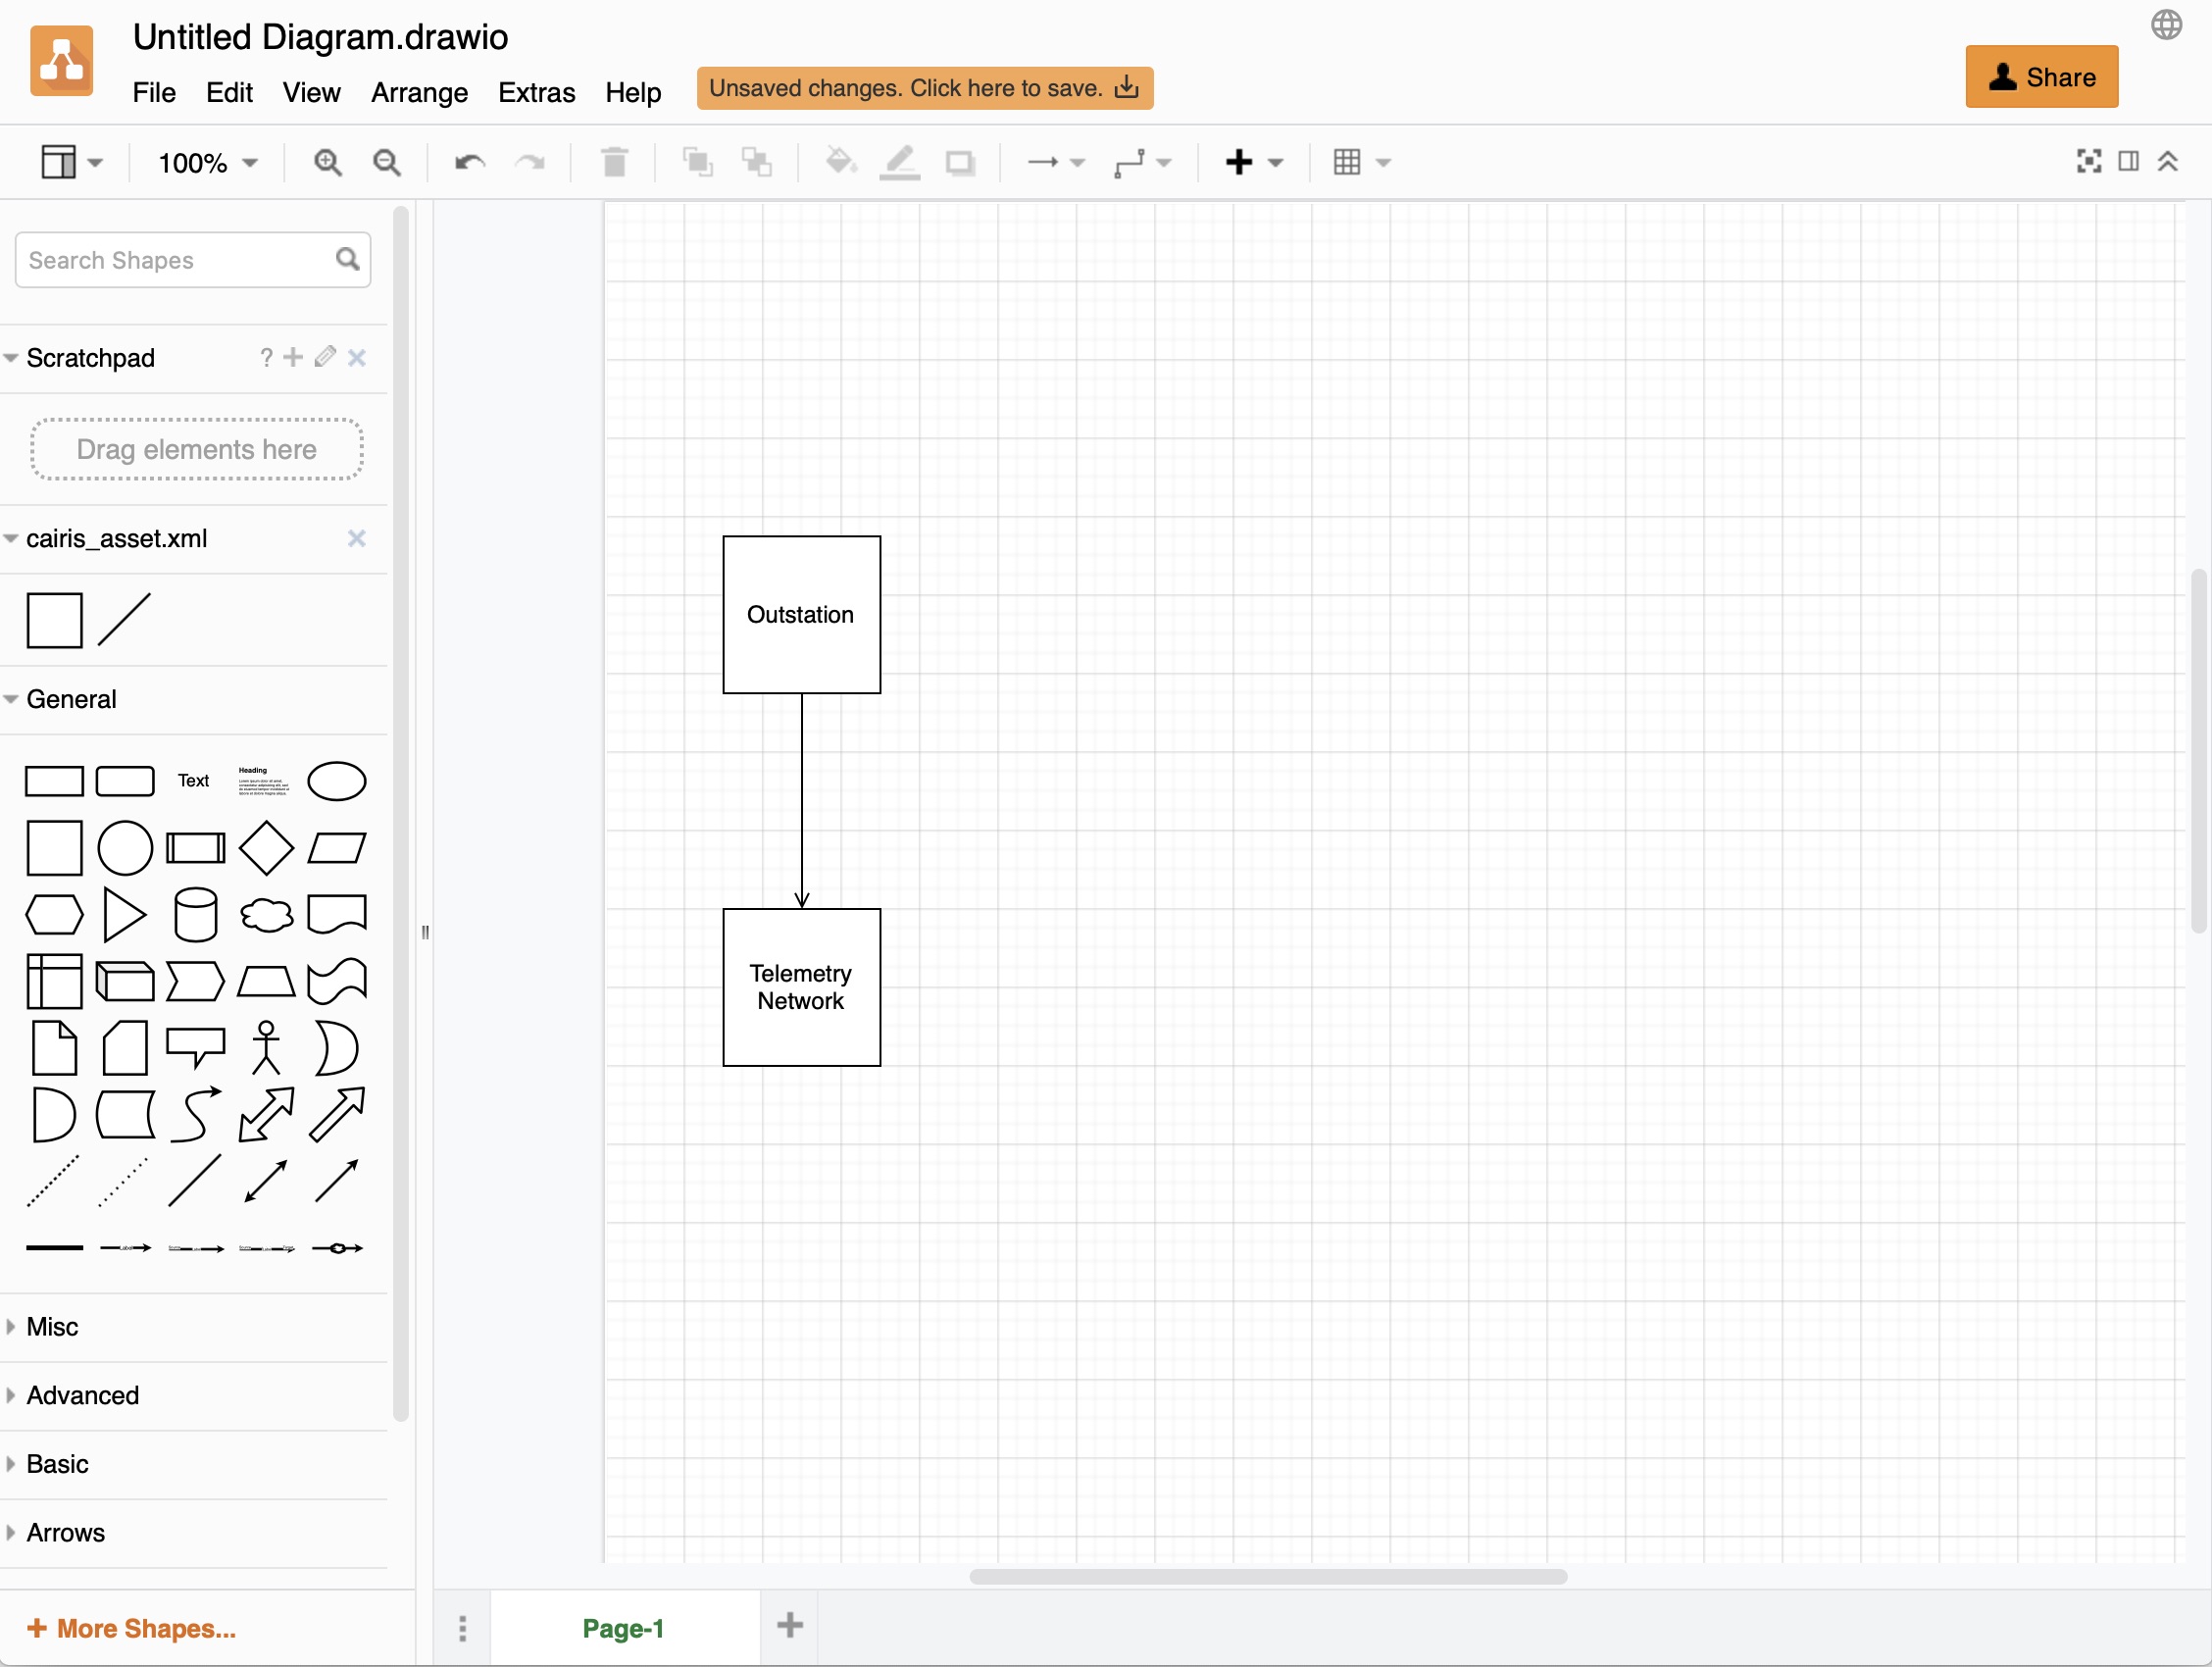 Untitled Diagram.drawio
File Edit View Arrange Extras Help
Unsaved changes. Click here to save.
Share
100%
Search Shapes
Scratchpad
?
Drag elements here
cairis_asset.xml
General
Text
Heading
Misc
Advanced
Basic
Arrows
+ More Shapes...
Outstation
Telemetry
Network
Page-1